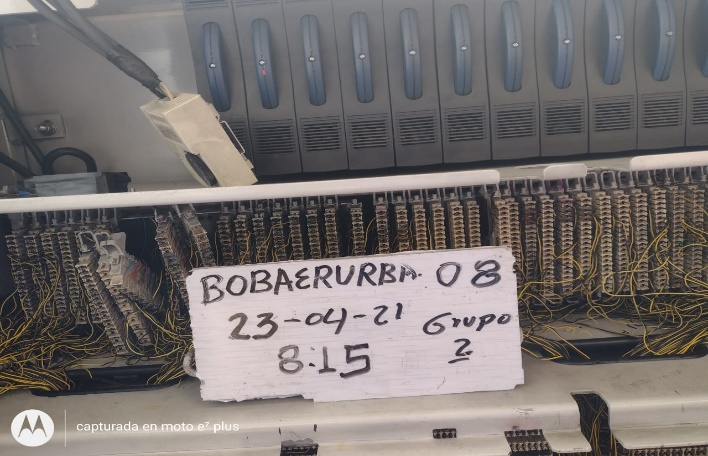 BOBAERURBA 08
23-04-21
Grupo
2
8:15
capturada en moto e⁷ plus